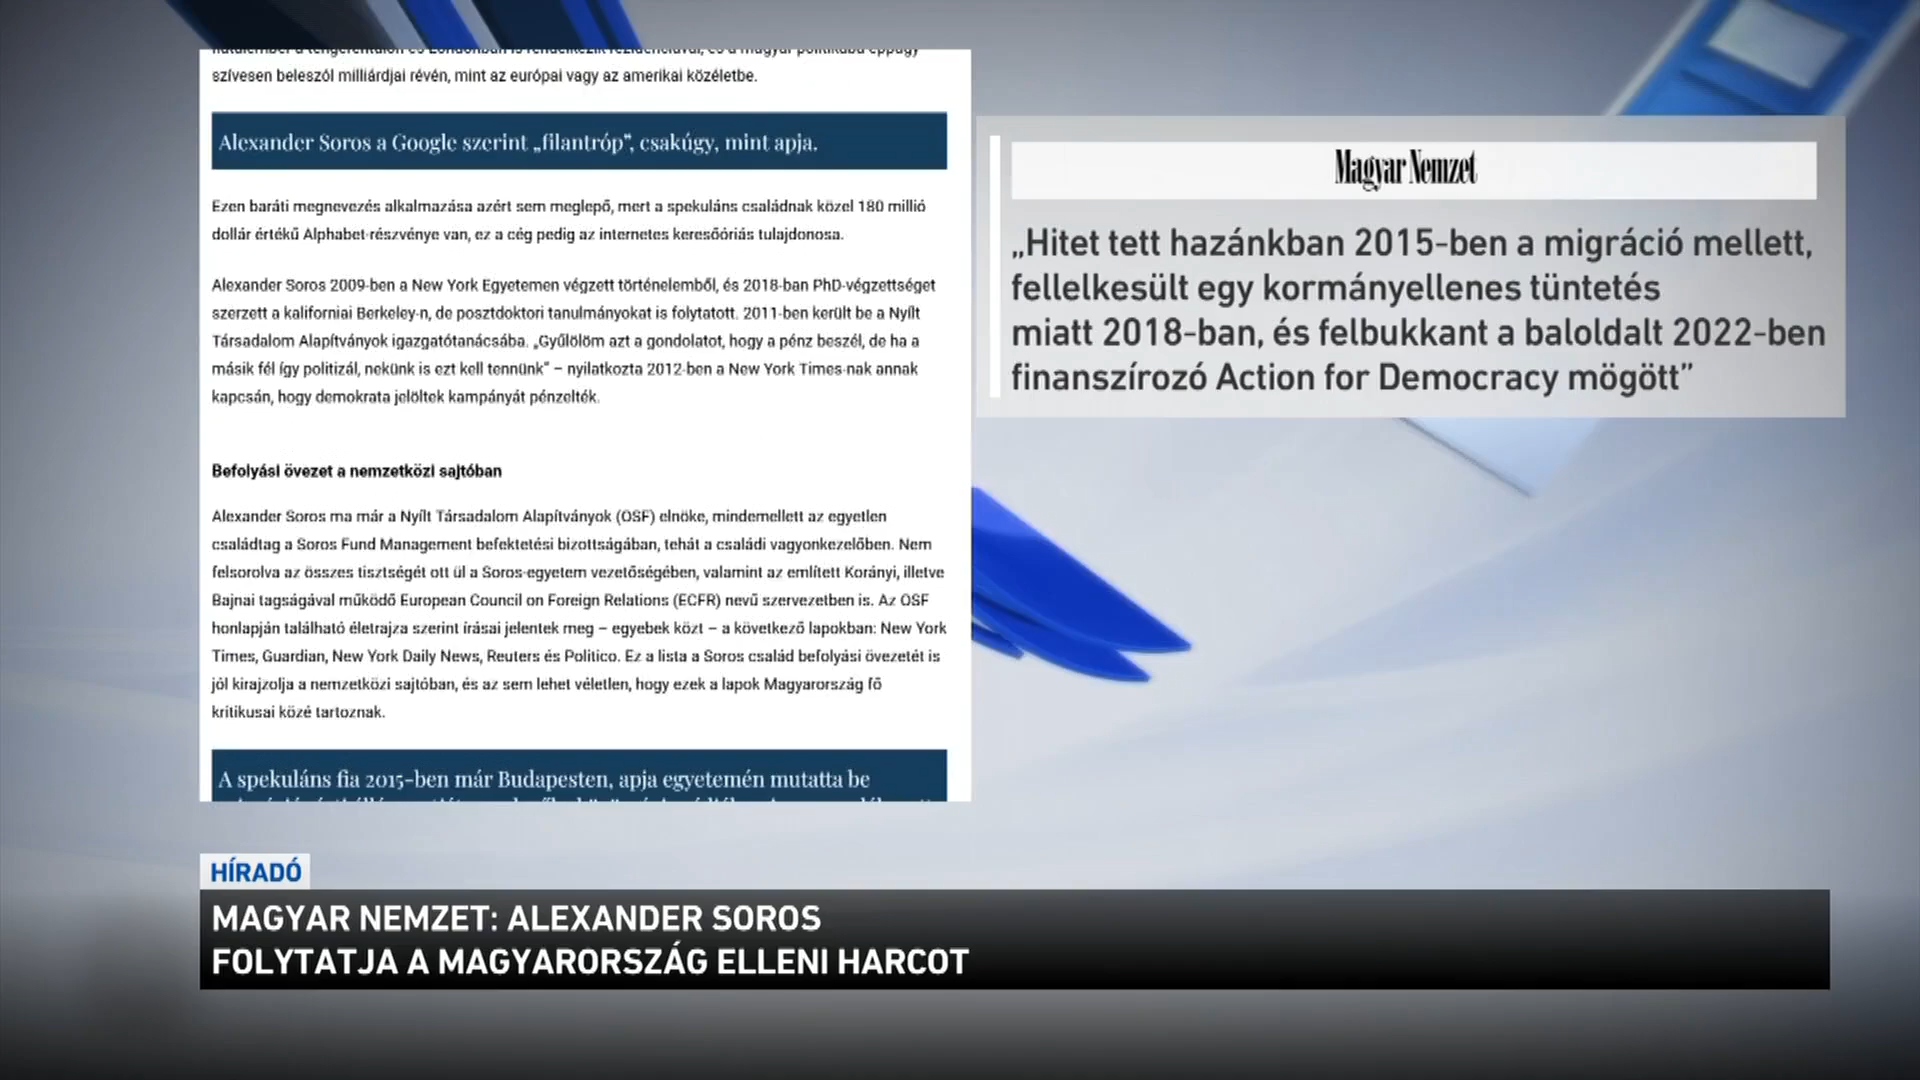 szívesen beleszól milliárdjai révén, mint az európai vagy az amerikai közéletbe.
Alexander Soros a Google szerint „filantróp”, csakúgy, mint apja.
Ezen baráti megnevezés alkalmazása azért sem meglepő, mert a spekuláns családnak közel 180 millió
dollár értékű Alphabet-részvénye van, ez a cég pedig az internetes keresőóriás tulajdonosa.
Alexander Soros 2009-ben a New York Egyetemen végzett történelemből, és 2018-ban PhD-végzettséget
szerzett a kaliforniai Berkeley-n, de posztdoktori tanulmányokat is folytatott. 2011-ben került be a Nyílt
Társadalom Alapítványok igazgatótanácsába. „Gyűlölöm azt a gondolatot, hogy a pénz beszél, de ha a
másik fél így politizál, nekünk is ezt kell tennünk” – nyilatkozta 2012-ben a New York Times-nak annak
kapcsán, hogy demokrata jelöltek kampányát pénzelték.
Befolyási övezet a nemzetközi sajtóban
Alexander Soros ma már a Nyílt Társadalom Alapítványok (OSF) elnöke, mindemellett az egyetlen
családtag a Soros Fund Management befektetési bizottságában, tehát a családi vagyonkezelőben. Nem
felsorolva az összes tisztségét ott ül a Soros-egyetem vezetőségében, valamint az említett Korányi, illetve
Bajnai tagságával működő European Council on Foreign Relations (ECFR) nevű szervezetben is. Az OSF
honlapján található életrajza szerint írásai jelentek meg – egyebek közt – a következő lapokban: New York
Times, Guardian, New York Daily News, Reuters és Politico. Ez a lista a Soros család befolyási övezetét is
jól kirajzolja a nemzetközi sajtóban, és az sem lehet véletlen, hogy ezek a lapok Magyarország fő
kritikusai közé tartoznak.
A spekuláns fia 2015-ben már Budapesten, apja egyetemén mutatta be
Magyar Nemzet
„Hitet tett hazánkban 2015-ben a migráció mellett,
fellelkesült egy kormányellenes tüntetés
miatt 2018-ban, és felbukkant a baloldalt 2022-ben
finanszírozó Action for Democracy mögött”
HÍRADÓ
MAGYAR NEMZET: ALEXANDER SOROS
FOLYTATJA A MAGYARORSZÁG ELLENI HARCOT